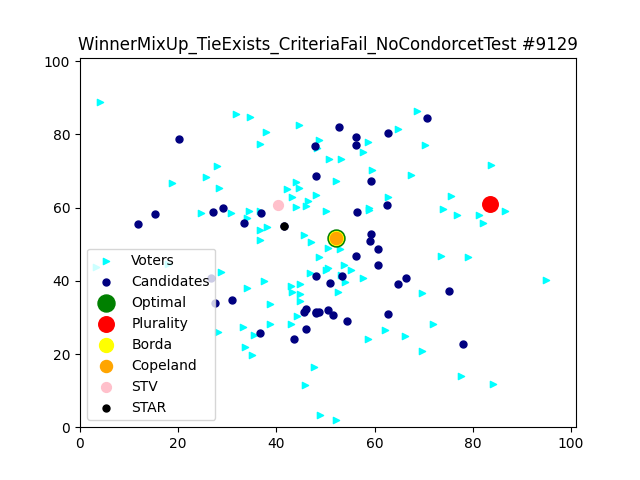 WinnerMixUp_TieExists_CriteriaFail_NoCondorcetTest #9129
100
80
60
40
20
0
Voters
Candidates
Optimal
Plurality
Borda
Copeland
STV
STAR
0 20 40 60 80 100